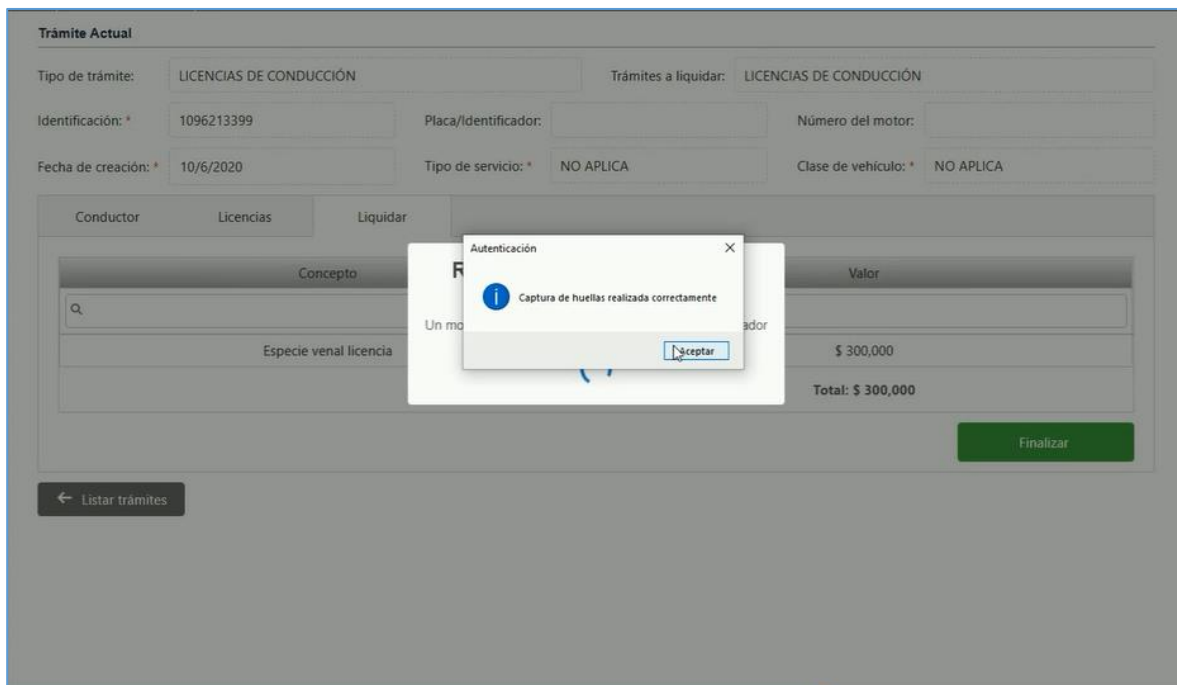 Trámite Actual
Tipo de trámite: LICENCIAS DE CONDUCCIÓN Trámites a liquidar: LICENCIAS DE CONDUCCIÓN
Identificación: * 1096213399 Placa/Identificador: Número del motor:
Fecha de creación: * 10/6/2020 Tipo de servicio: * NO APLICA Clase de vehículo: * NO APLICA
Conductor Licencias Liquidar
Autenticación
Concepto Valor
Captura de huellas realizada correctamente
Un
Aceptar
Especie venal licencia $ 300,000
Total: $ 300,000
Finalizar
← Listar trámites